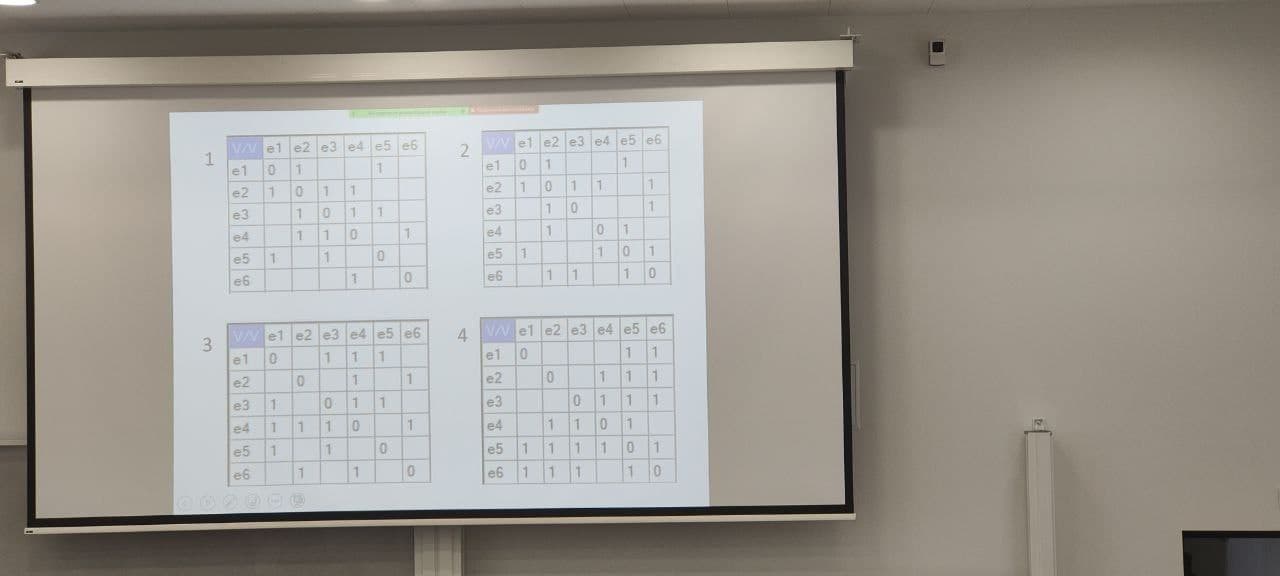 1
V/V e1 e2 e3 e4 e5 e6
e1 0 1 1
e2 1 0 1 1
e3 1 0 1 1
e4 1 1 0 1
e5 1 1 0
e6 1 0
2
V/V e1 e2 e3 e4 e5 e6
e1 0 1 1
e2 1 0 1 1 1
e3 1 0 1
e4 1 0 1
e5 1 1 0 1
e6 1 1 1 0
3
V/V e1 e2 e3 e4 e5 e6
e1 0 1 1 1
e2 0 1 1
e3 1 0 1 1
e4 1 1 1 0 1
e5 1 1 0
e6 1 1 0
4
V/V e1 e2 e3 e4 e5 e6
e1 0 1 1
e2 0 1 1 1
e3 0 1 1 1
e4 1 1 0 1
e5 1 1 1 1 0 1
e6 1 1 1 1 0